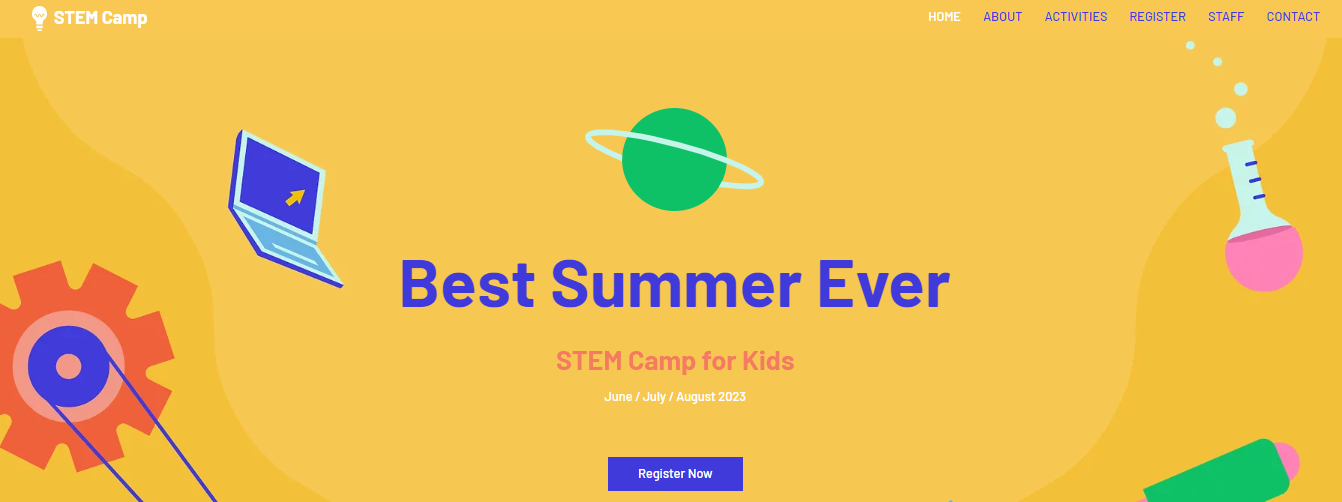 STEM Camp
HOME ABOUT ACTIVITIES REGISTER STAFF CONTACT
Best Summer Ever
STEM Camp for Kids
June / July / August 2023
Register Now